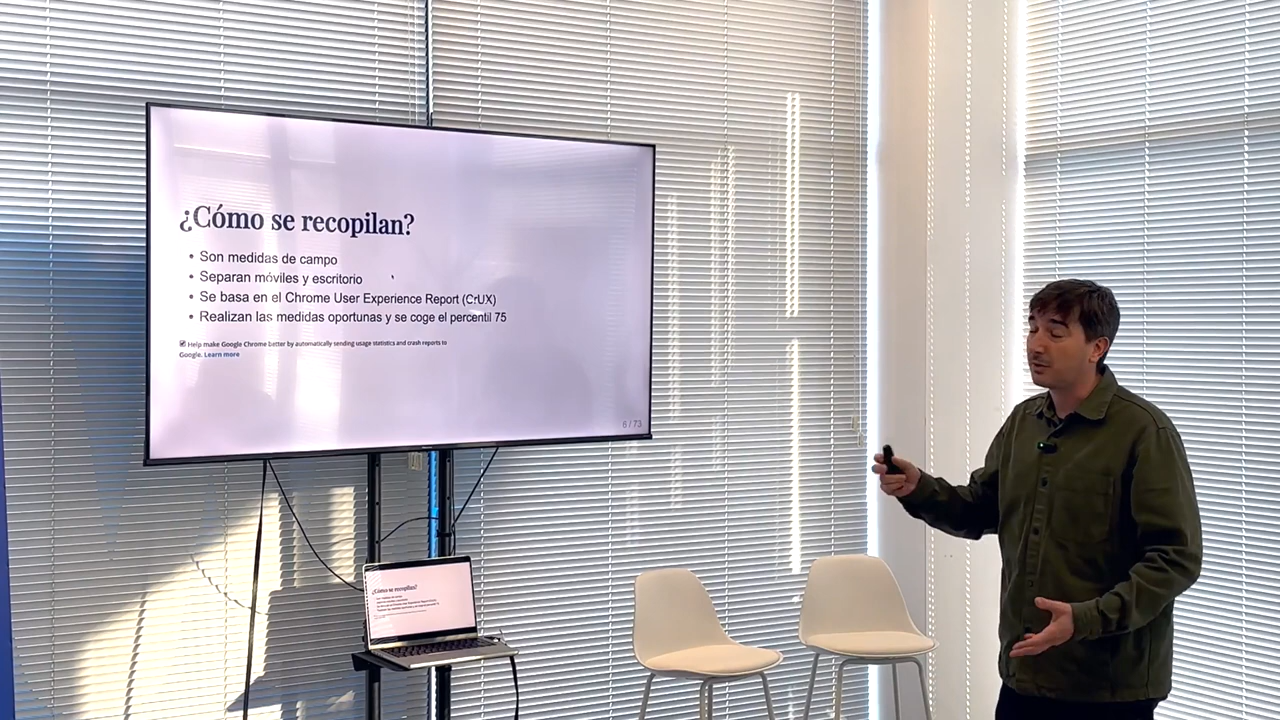 ¿Cómo se recopilan?
• Son medidas de campo
• Separan móviles y escritorio
• Se basa en el Chrome User Experience Report (CrUX)
• Realizan las medidas oportunas y se coge el percentil 75
Help make Google Chrome better by automatically sending usage statistics and crash reports to
Google. Learn more
6 / 73
¿Cómo se recopilan?